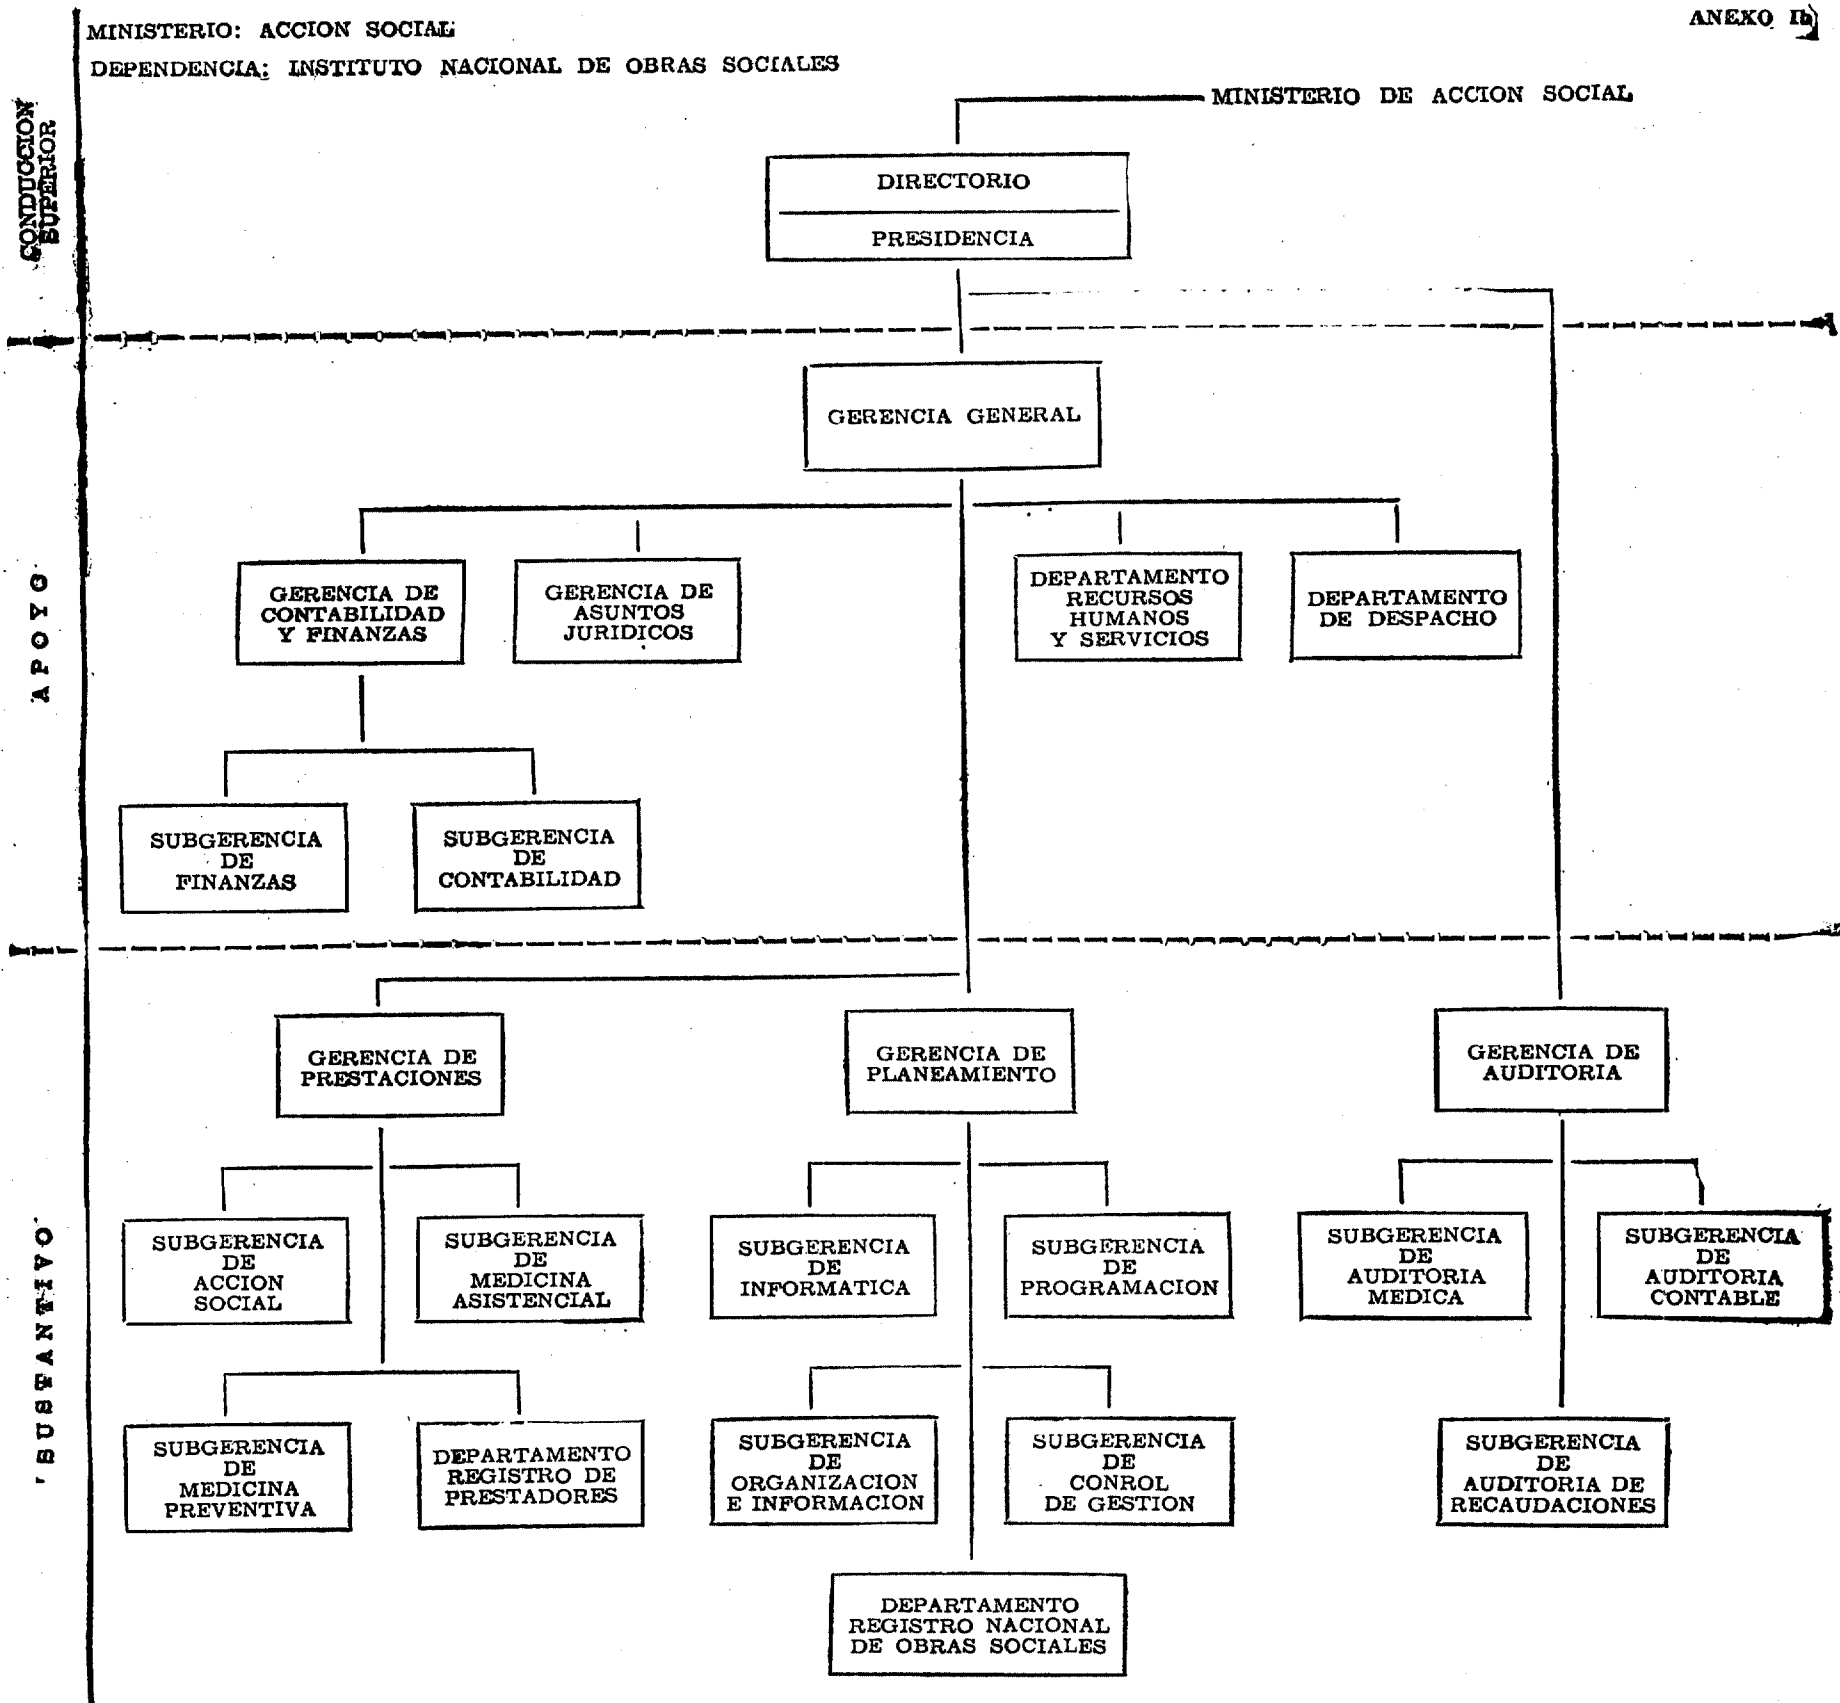 ANEXO IIb)
MINISTERIO: ACCION SOCIAL
DEPENDENCIA: INSTITUTO NACIONAL DE OBRAS SOCIALES
MINISTERIO DE ACCION SOCIAL
CONDUCCION
SUPERIOR
DIRECTORIO
PRESIDENCIA
APOYO
GERENCIA GENERAL
GERENCIA DE
CONTABILIDAD
Y FINANZAS
GERENCIA DE
ASUNTOS
JURIDICOS
DEPARTAMENTO
RECURSOS
HUMANOS
Y SERVICIOS
DEPARTAMENTO
DE DESPACHO
SUBGERENCIA
DE
FINANZAS
SUBGERENCIA
DE
CONTABILIDAD
SUSTANTIVO
GERENCIA DE
PRESTACIONES
GERENCIA DE
PLANEAMIENTO
GERENCIA DE
AUDITORIA
SUBGERENCIA
DE
ACCION
SOCIAL
SUBGERENCIA
DE
MEDICINA
ASISTENCIAL
SUBGERENCIA
DE
INFORMATICA
SUBGERENCIA
DE
PROGRAMACION
SUBGERENCIA
DE
AUDITORIA
MEDICA
SUBGERENCIA
DE
AUDITORIA
CONTABLE
SUBGERENCIA
DE
MEDICINA
PREVENTIVA
DEPARTAMENTO
REGISTRO DE
PRESTADORES
SUBGERENCIA
DE
ORGANIZACION
E INFORMACION
SUBGERENCIA
DE
CONROL
DE GESTION
SUBGERENCIA
DE
AUDITORIA DE
RECAUDACIONES
DEPARTAMENTO
REGISTRO NACIONAL
DE OBRAS SOCIALES